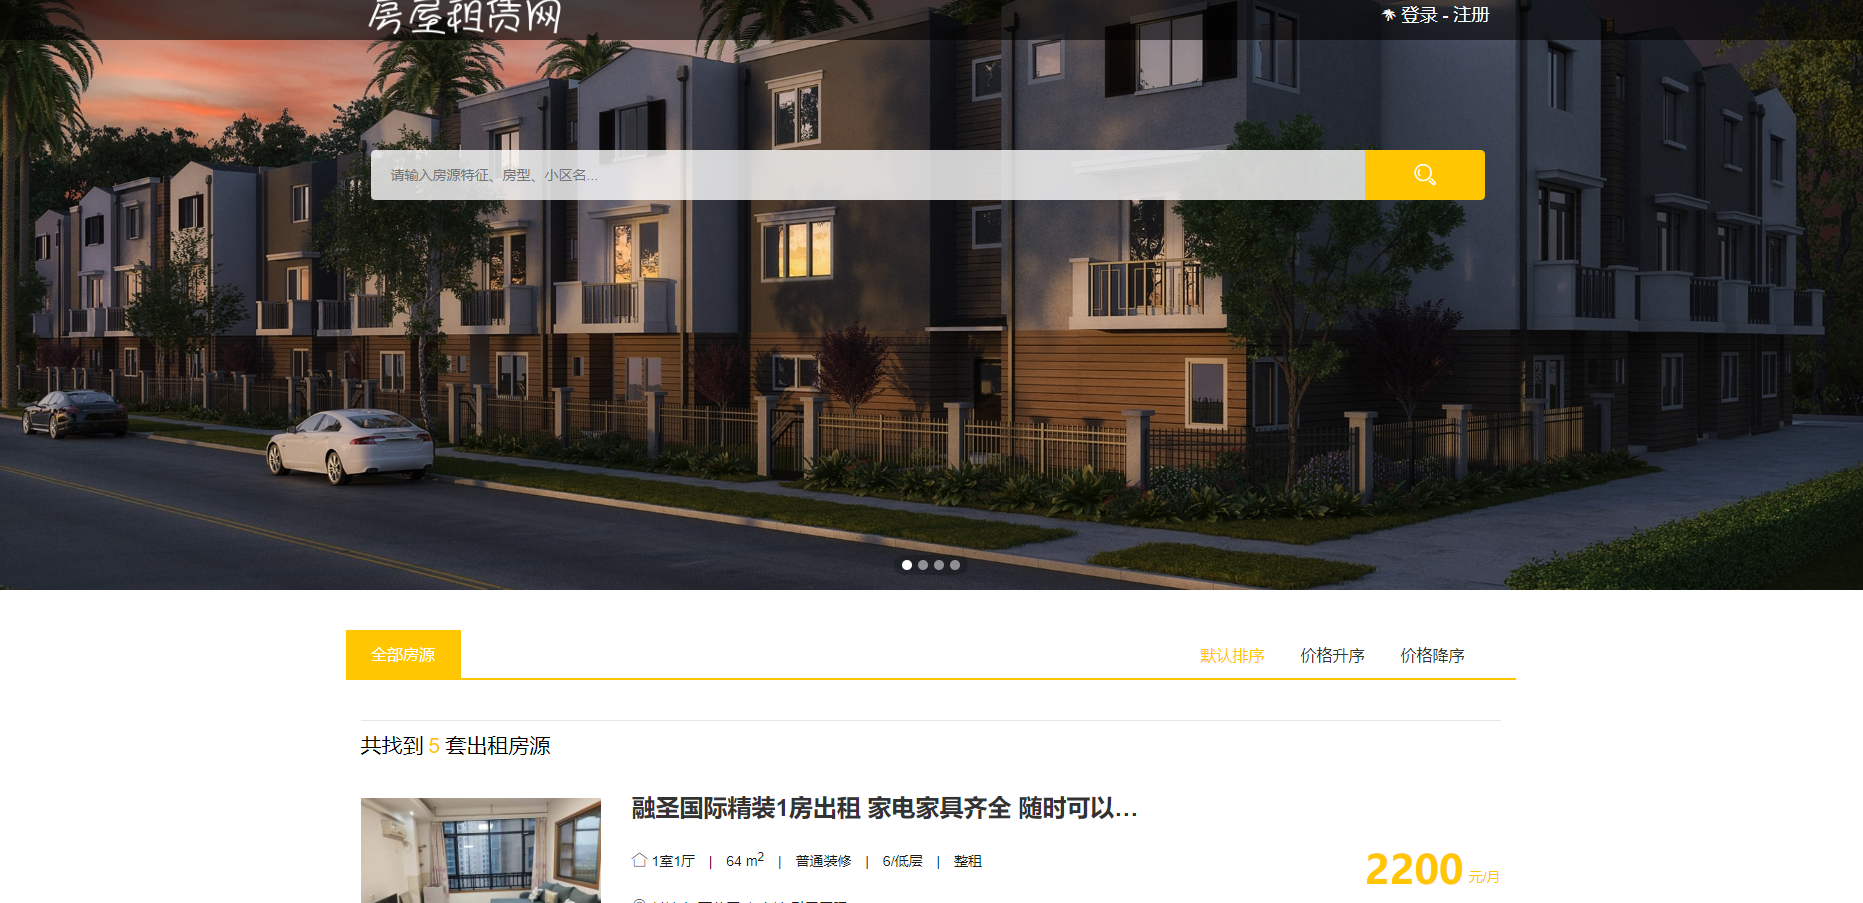 房屋租赁网
登录 - 注册
请输入房源特征、房型、小区名...
全部房源
默认排序 价格升序 价格降序
共找到 5 套出租房源
融圣国际精装1房出租 家电家具齐全 随时可以...
1室1厅 | 64 m² | 普通装修 | 6/低层 | 整租
2200 元/月